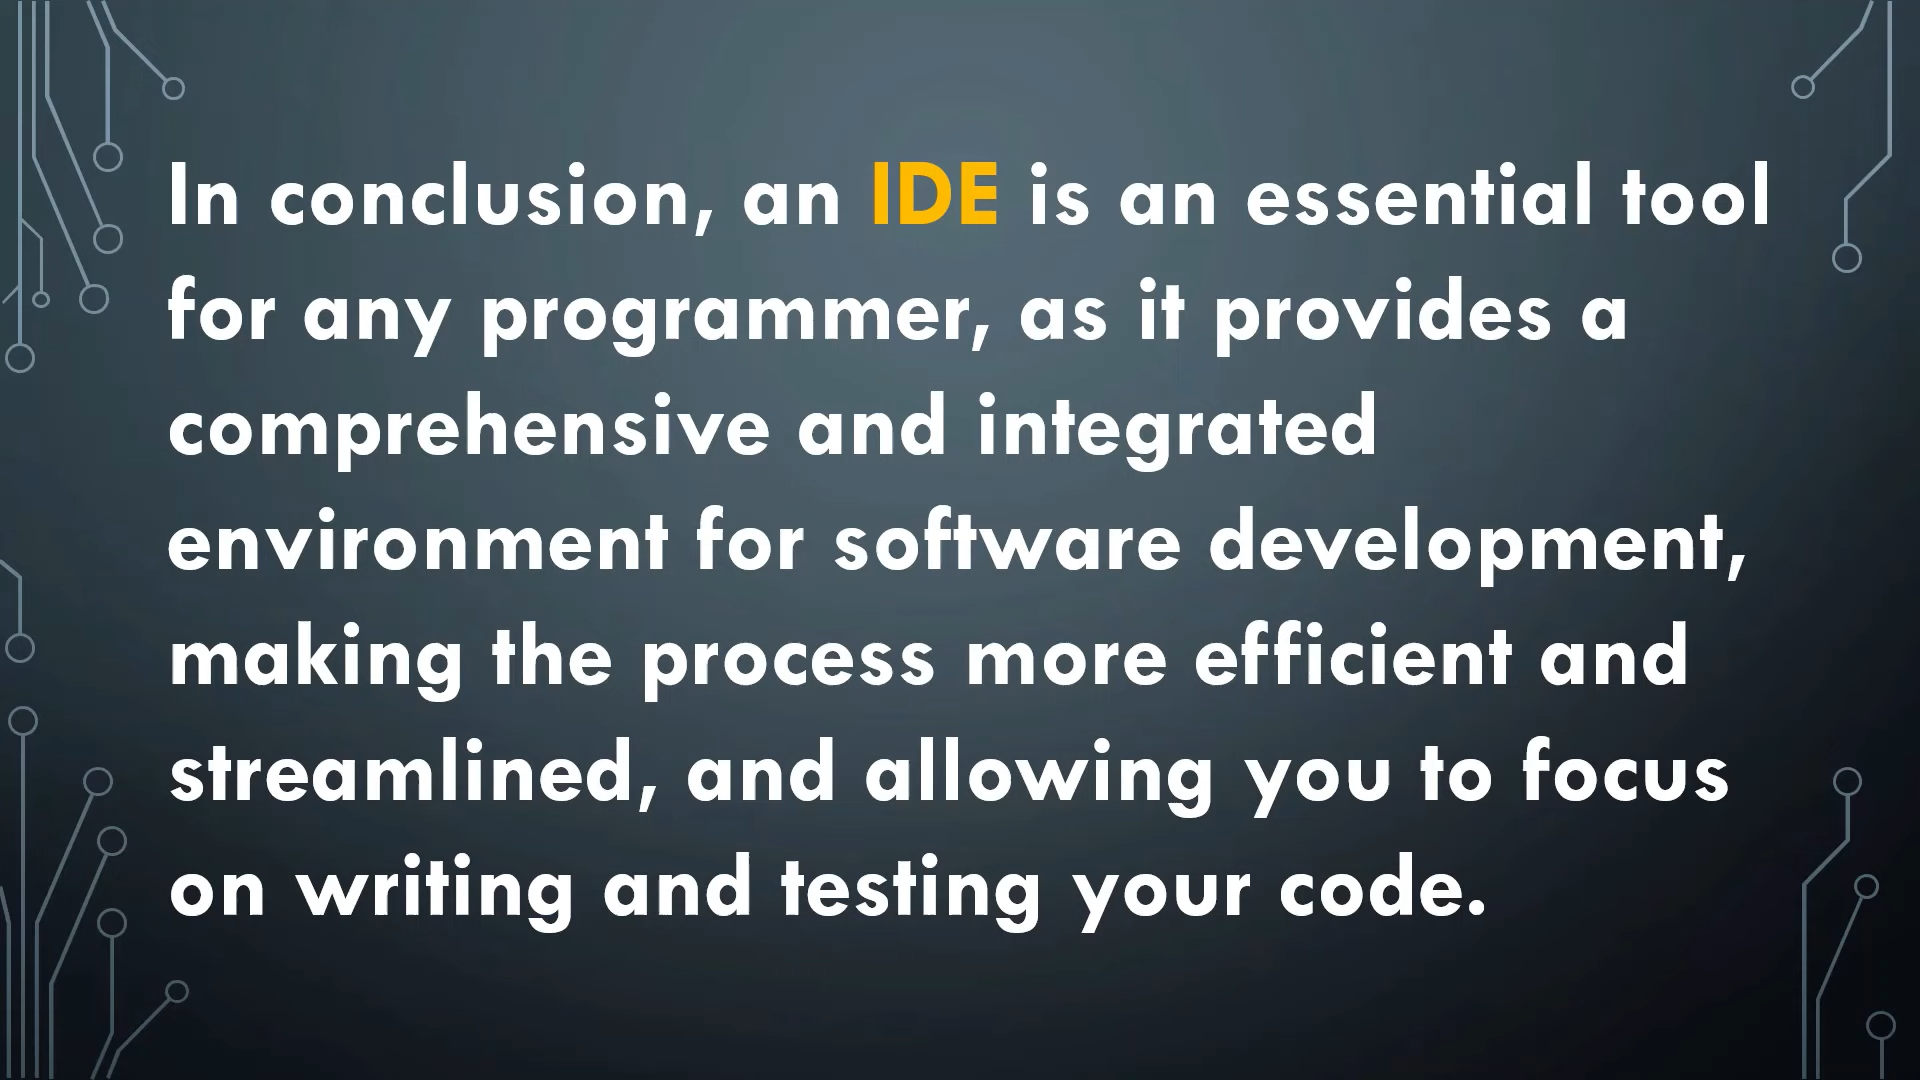 In conclusion, an IDE is an essential tool
for any programmer, as it provides a
comprehensive and integrated
environment for software development,
making the process more efficient and
streamlined, and allowing you to focus
on writing and testing your code.